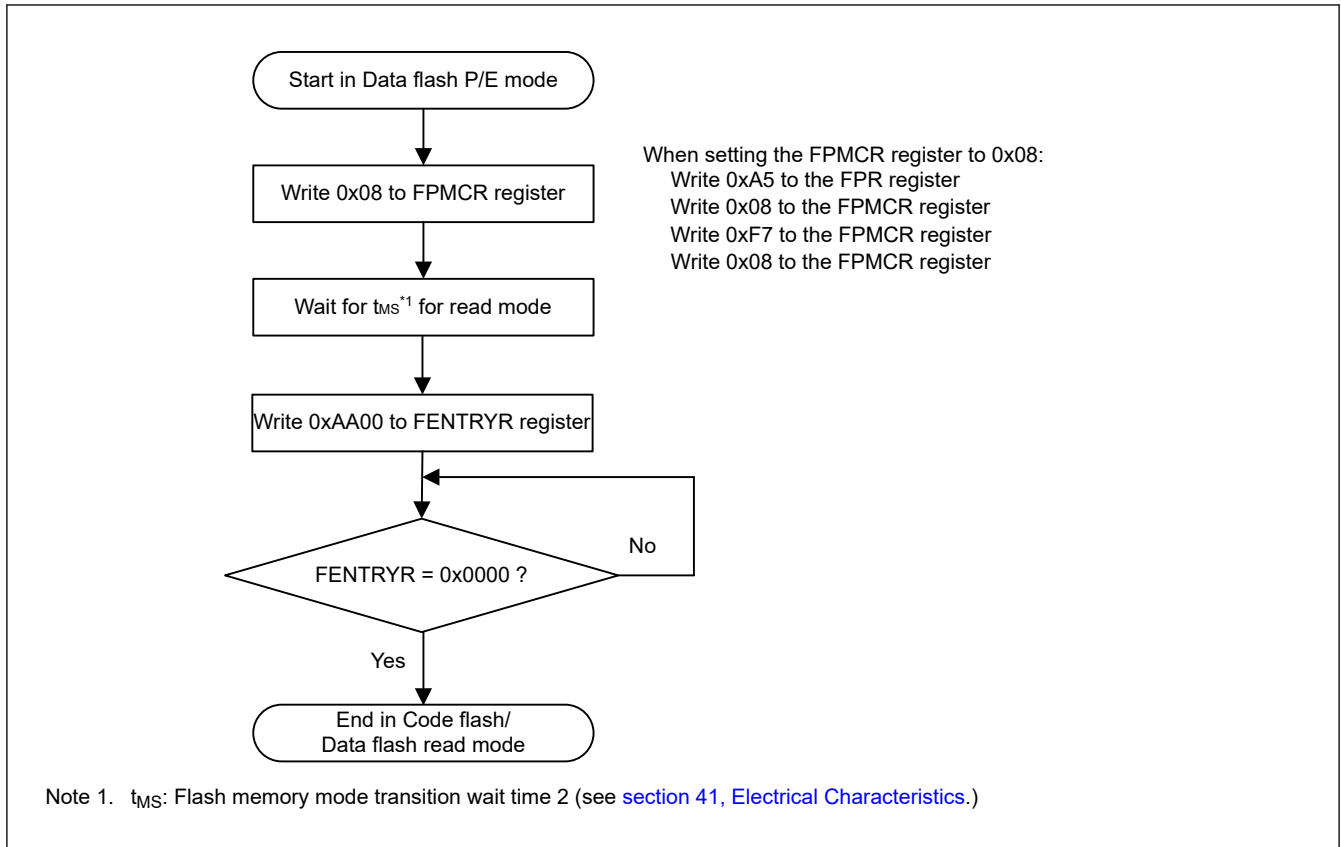 Start in Data flash P/E mode
Write 0x08 to FPMCR register
When setting the FPMCR register to 0x08:
Write 0xA5 to the FPR register
Write 0x08 to the FPMCR register
Write 0xF7 to the FPMCR register
Write 0x08 to the FPMCR register
Wait for tMS*1 for read mode
Write 0xAA00 to FENTRYR register
FENTRYR = 0x0000 ?
No
Yes
End in Code flash/
Data flash read mode
Note 1. tMS: Flash memory mode transition wait time 2 (see section 41, Electrical Characteristics.)